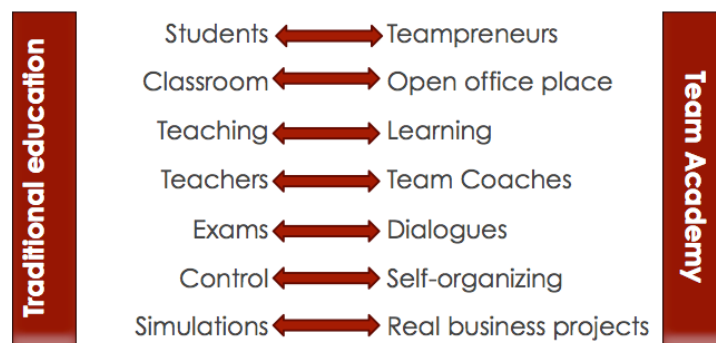 Traditional education
Students Teampreneurs
Classroom Open office place
Teaching Learning
Teachers Team Coaches
Exams Dialogues
Control Self-organizing
Simulations Real business projects
Team Academy